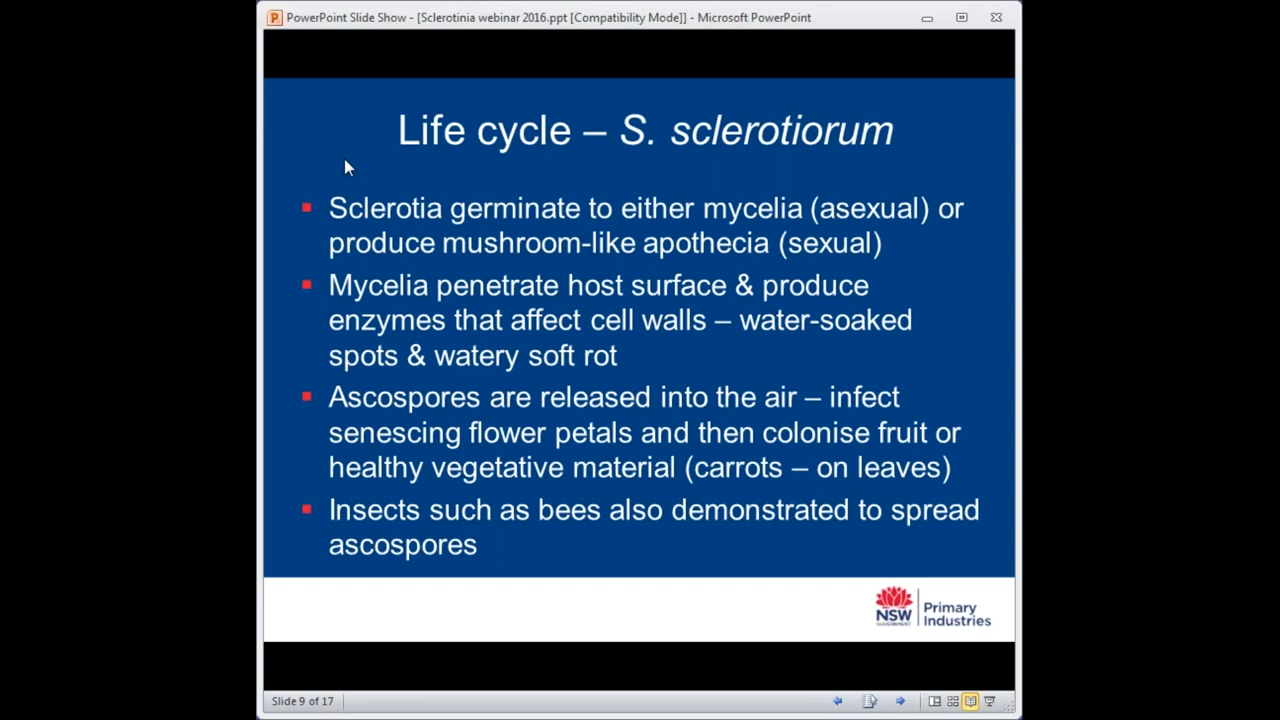 PowerPoint Slide Show - [Sclerotinia webinar 2016.ppt [Compatibility Mode]] - Microsoft PowerPoint
Life cycle – S. sclerotiorum
Sclerotia germinate to either mycelia (asexual) or
produce mushroom-like apothecia (sexual)
Mycelia penetrate host surface & produce
enzymes that affect cell walls – water-soaked
spots & watery soft rot
Ascospores are released into the air – infect
senescing flower petals and then colonise fruit or
healthy vegetative material (carrots – on leaves)
Insects such as bees also demonstrated to spread
ascospores
NSW
GOVERNMENT
Primary
Industries
Slide 9 of 17